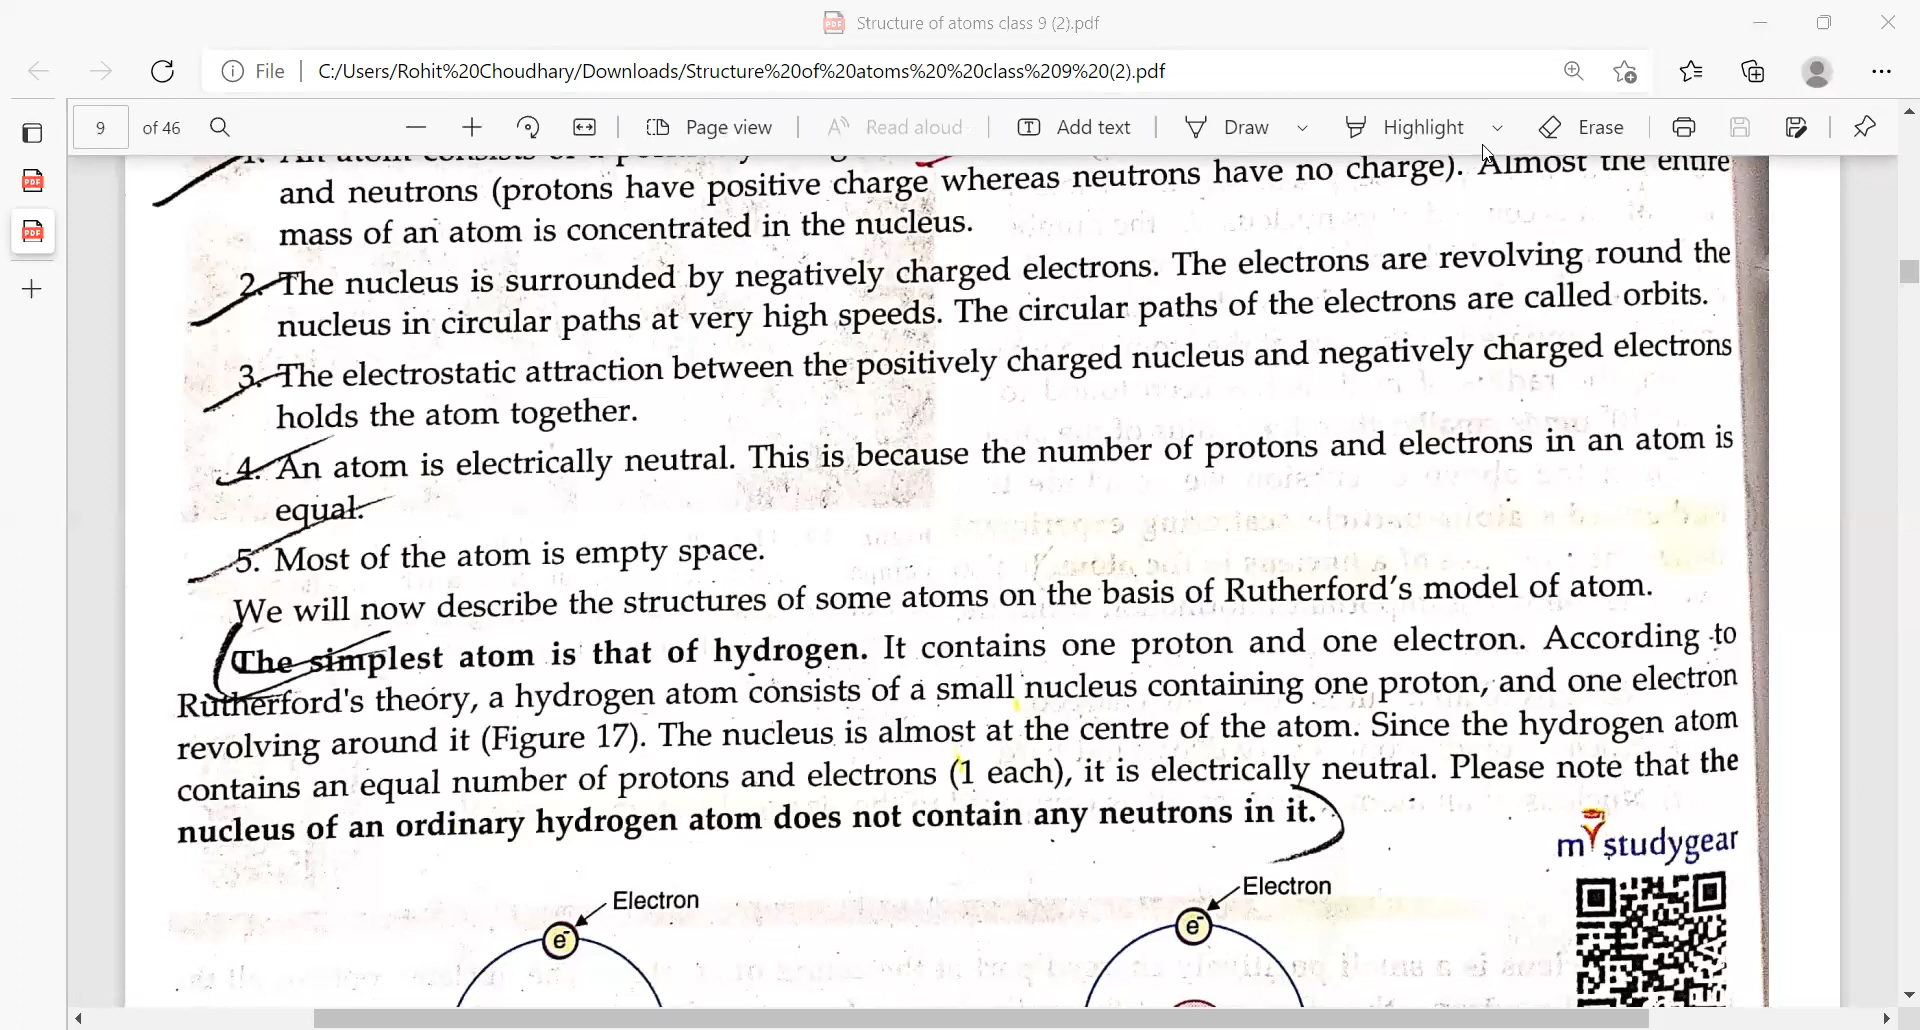 Structure of atoms class 9 (2).pdf
File
C:/Users/Rohit%20Choudhary/Downloads/Structure%20of%20atoms%20%20class%209%20(2).pdf
9 of 46
Page view
Read aloud
Add text
Draw
Highlight
Erase
and neutrons (protons have positive charge whereas neutrons have no charge). Almost the entire
mass of an atom is concentrated in the nucleus.
2. The nucleus is surrounded by negatively charged electrons. The electrons are revolving round the
nucleus in circular paths at very high speeds. The circular paths of the electrons are called orbits.
3. The electrostatic attraction between the positively charged nucleus and negatively charged electrons
holds the atom together.
4. An atom is electrically neutral. This is because the number of protons and electrons in an atom is
equal.
5. Most of the atom is empty space.
We will now describe the structures of some atoms on the basis of Rutherford's model of atom.
The simplest atom is that of hydrogen. It contains one proton and one electron. According to
Rutherford's theory, a hydrogen atom consists of a small nucleus containing one proton, and one electron
revolving around it (Figure 17). The nucleus is almost at the centre of the atom. Since the hydrogen atom
contains an equal number of protons and electrons (1 each), it is electrically neutral. Please note that the
nucleus of an ordinary hydrogen atom does not contain any neutrons in it.
mystudygear
Electron
e⁻
Electron
e⁻